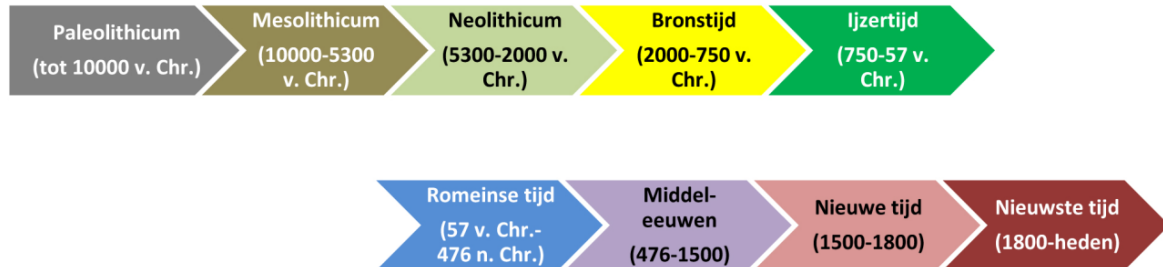 Paleolithicum
(tot 10000 v. Chr.)
Mesolithicum
(10000-5300
v. Chr.)
Neolithicum
(5300-2000 v.
Chr.)
Bronstijd
(2000-750 v.
Chr.)
Ijzertijd
(750-57 v.
Chr.)
Romeinse tijd
(57 v. Chr.-
476 n. Chr.)
Middel-
eeuwen
(476-1500)
Nieuwe tijd
(1500-1800)
Nieuwste tijd
(1800-heden)